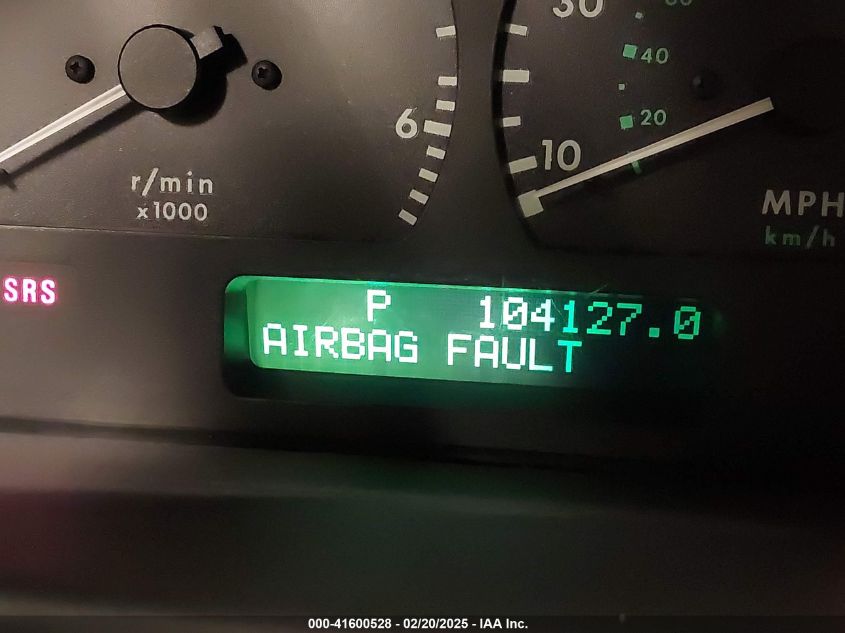 30
60
40
20
6
10
r/min
x1000
MPH
km/h
SRS
P 104127.0
AIRBAG FAULT
000-41600528 - 02/20/2025 - IAA Inc.